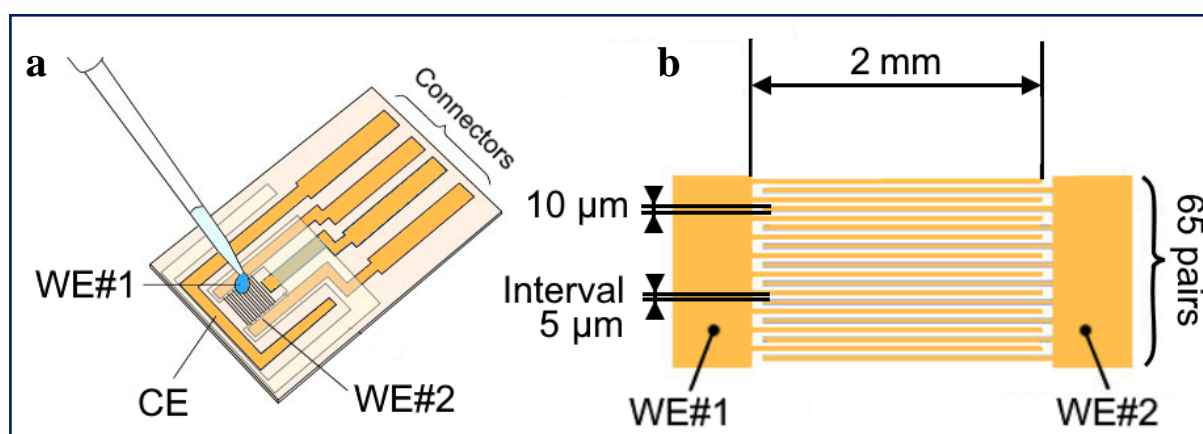 a
Connectors
WE#1
CE
WE#2
b
2 mm
10 µm
Interval
5 µm
65 pairs
WE#1
WE#2